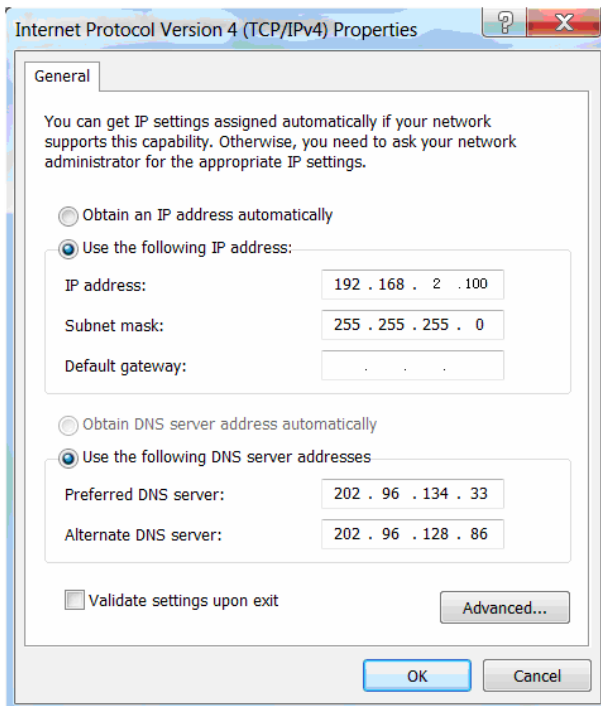 Internet Protocol Version 4 (TCP/IPv4) Properties
General
You can get IP settings assigned automatically if your network
supports this capability. Otherwise, you need to ask your network
administrator for the appropriate IP settings.
Obtain an IP address automatically
Use the following IP address:
IP address: 192 . 168 . 2 . 100
Subnet mask: 255 . 255 . 255 . 0
Default gateway: . . .
Obtain DNS server address automatically
Use the following DNS server addresses
Preferred DNS server: 202 . 96 . 134 . 33
Alternate DNS server: 202 . 96 . 128 . 86
Validate settings upon exit
Advanced...
OK Cancel